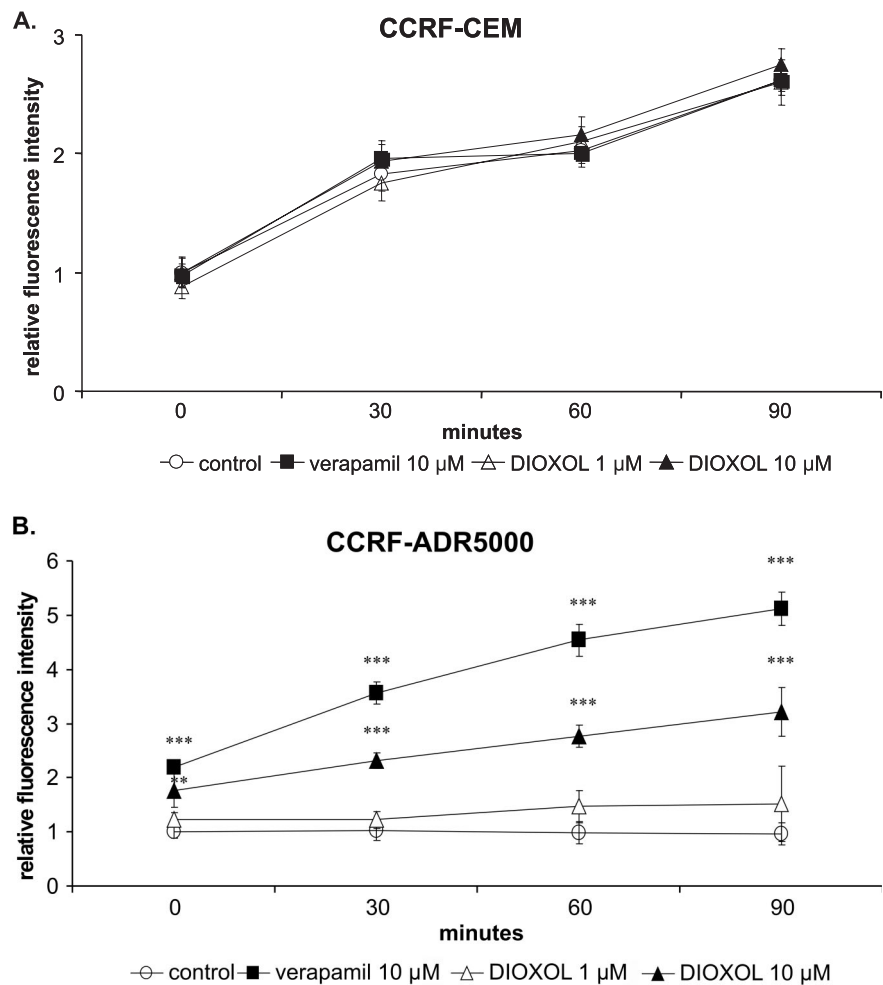 A.
CCRF-CEM
relative fluorescence intensity
3
2
1
0
0 30 60 90
minutes
control verapamil 10 µM DIOXOL 1 µM DIOXOL 10 µM
B.
CCRF-ADR5000
relative fluorescence intensity
6
5
4
3
2
1
0
***
***
***
***
***
***
***
**
0 30 60 90
minutes
control verapamil 10 µM DIOXOL 1 µM DIOXOL 10 µM